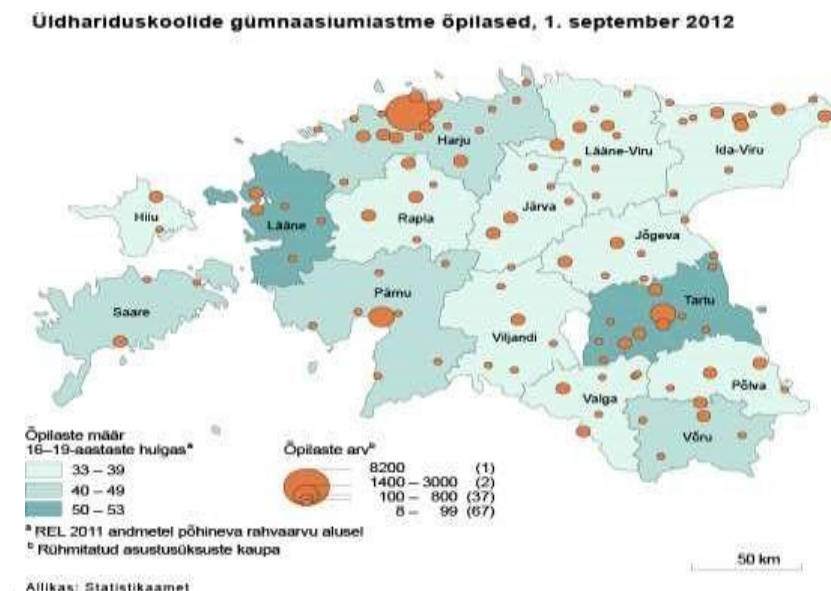 Üldhariduskoolide gümnaasiumiastme õpilased, 1. september 2012
Harju
Lääne-Viru
Ida-Viru
Hiiu
Lääne
Rapla
Järva
Jõgeva
Saare
Pärnu
Viljandi
Tartu
Valga
Põlva
Võru
Õpilaste määr
16–19-aastaste hulgas a
33 – 39
40 – 49
50 – 53
Õpilaste arv b
8200 (1)
1400 – 3000 (2)
100 – 800 (37)
8 – 99 (67)
a REL 2011 andmetel põhineva rahvaarvu alusel
b Rühmitatud asustusüksuste kaupa
50 km
Allikas: Statistikaamet